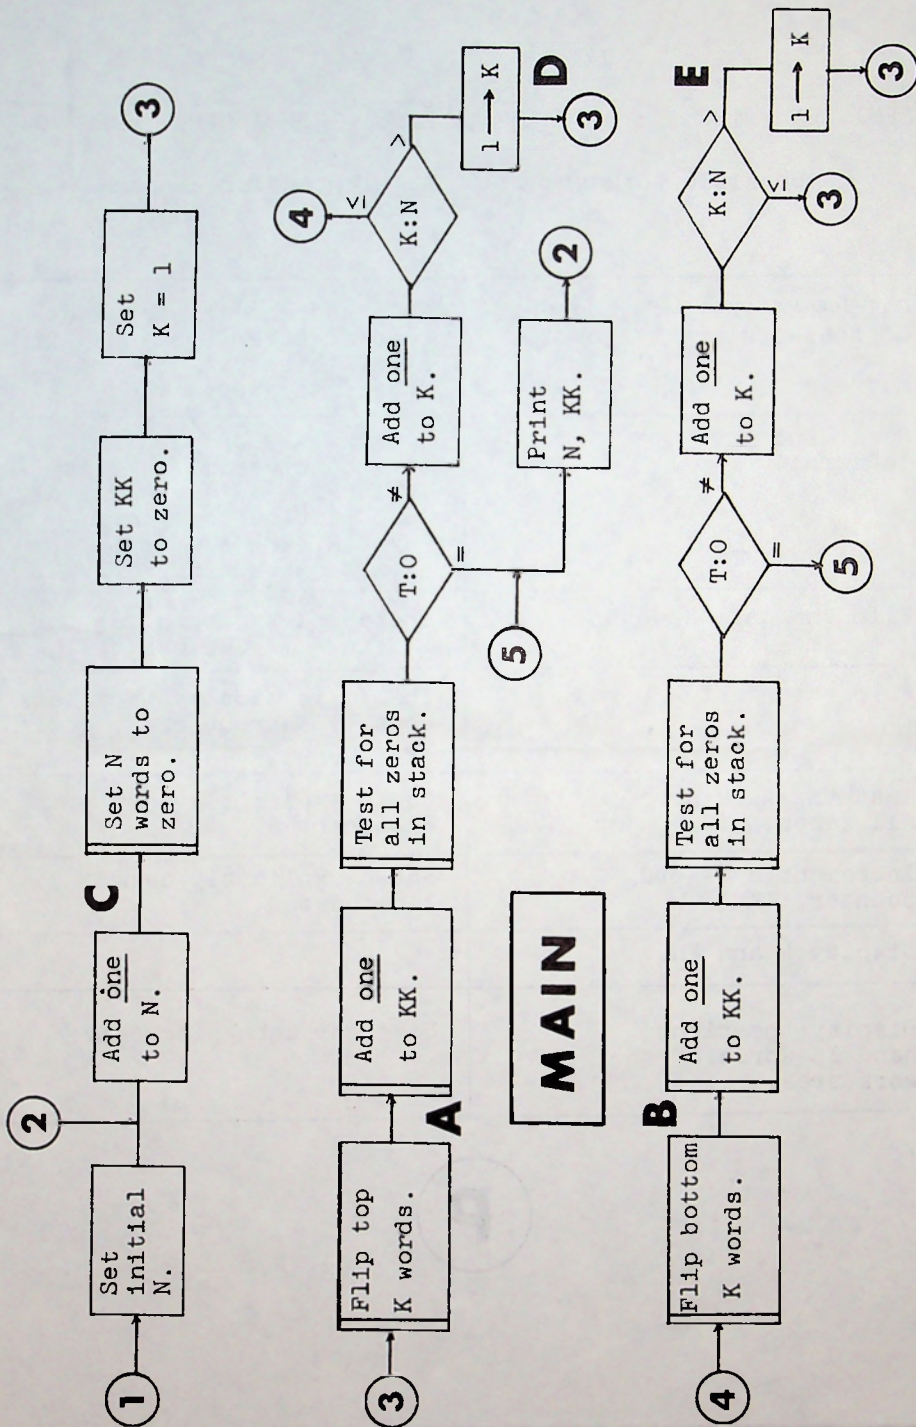 1
Set
initial
N.
2
Add one
to N.
C
Set N
words to
zero.
Set KK
to zero.
Set
K = 1
3
3
Flip top
K words.
A
Add one
to KK.
Test for
all zeros
in stack.
T:0
≠
=
5
Add one
to K.
Print
N, KK.
2
K:N
≤
4
>
1 → K
D
3
MAIN
4
Flip bottom
K words.
B
Add one
to KK.
Test for
all zeros
in stack.
T:0
≠
=
5
Add one
to K.
K:N
≤
3
>
E
1 → K
3